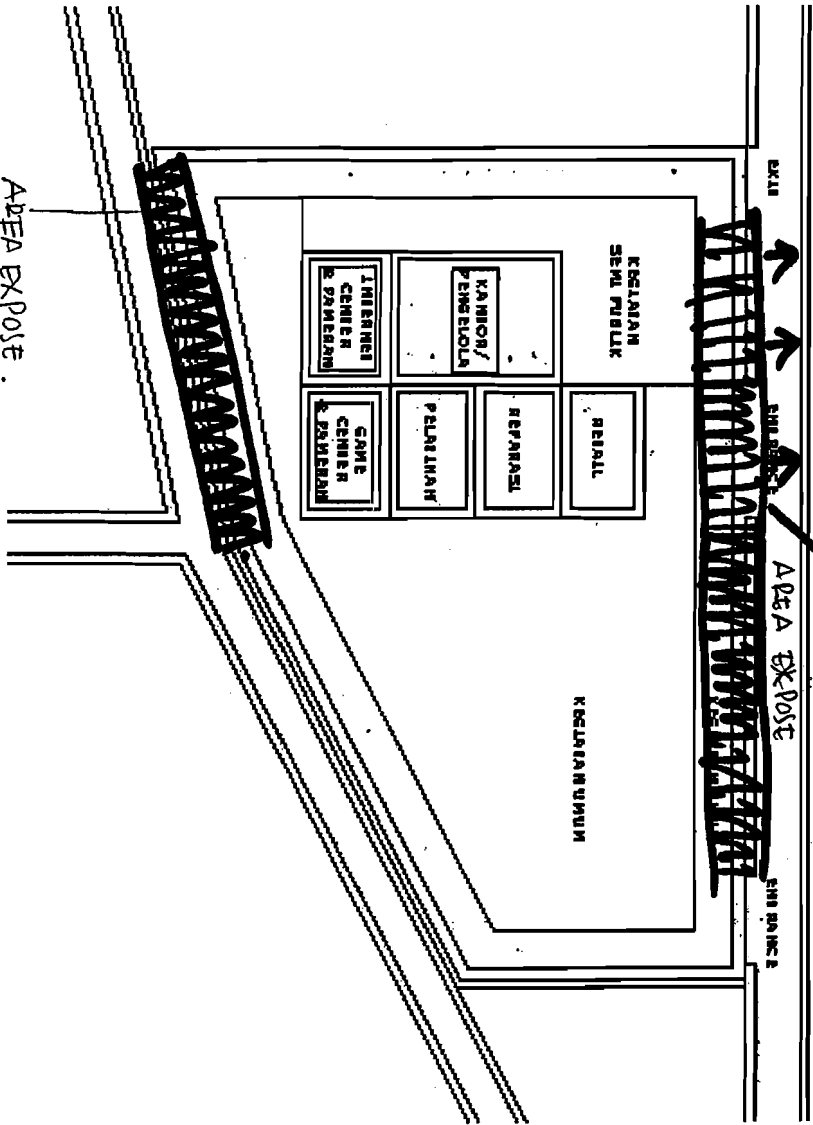 EXIT
ENTRANCE
ENTRANCE
AREA EXPOSE
KEGIATAN
SEMI PUBLIK
RETAIL
KEGIATAN UMUM
KANTOR/
PENGELOLA
REPARASI
PELATIHAN
INTERNET
CENTER
& PAMERAN
GAME
CENTER
& PAMERAN
AREA EXPOSE.